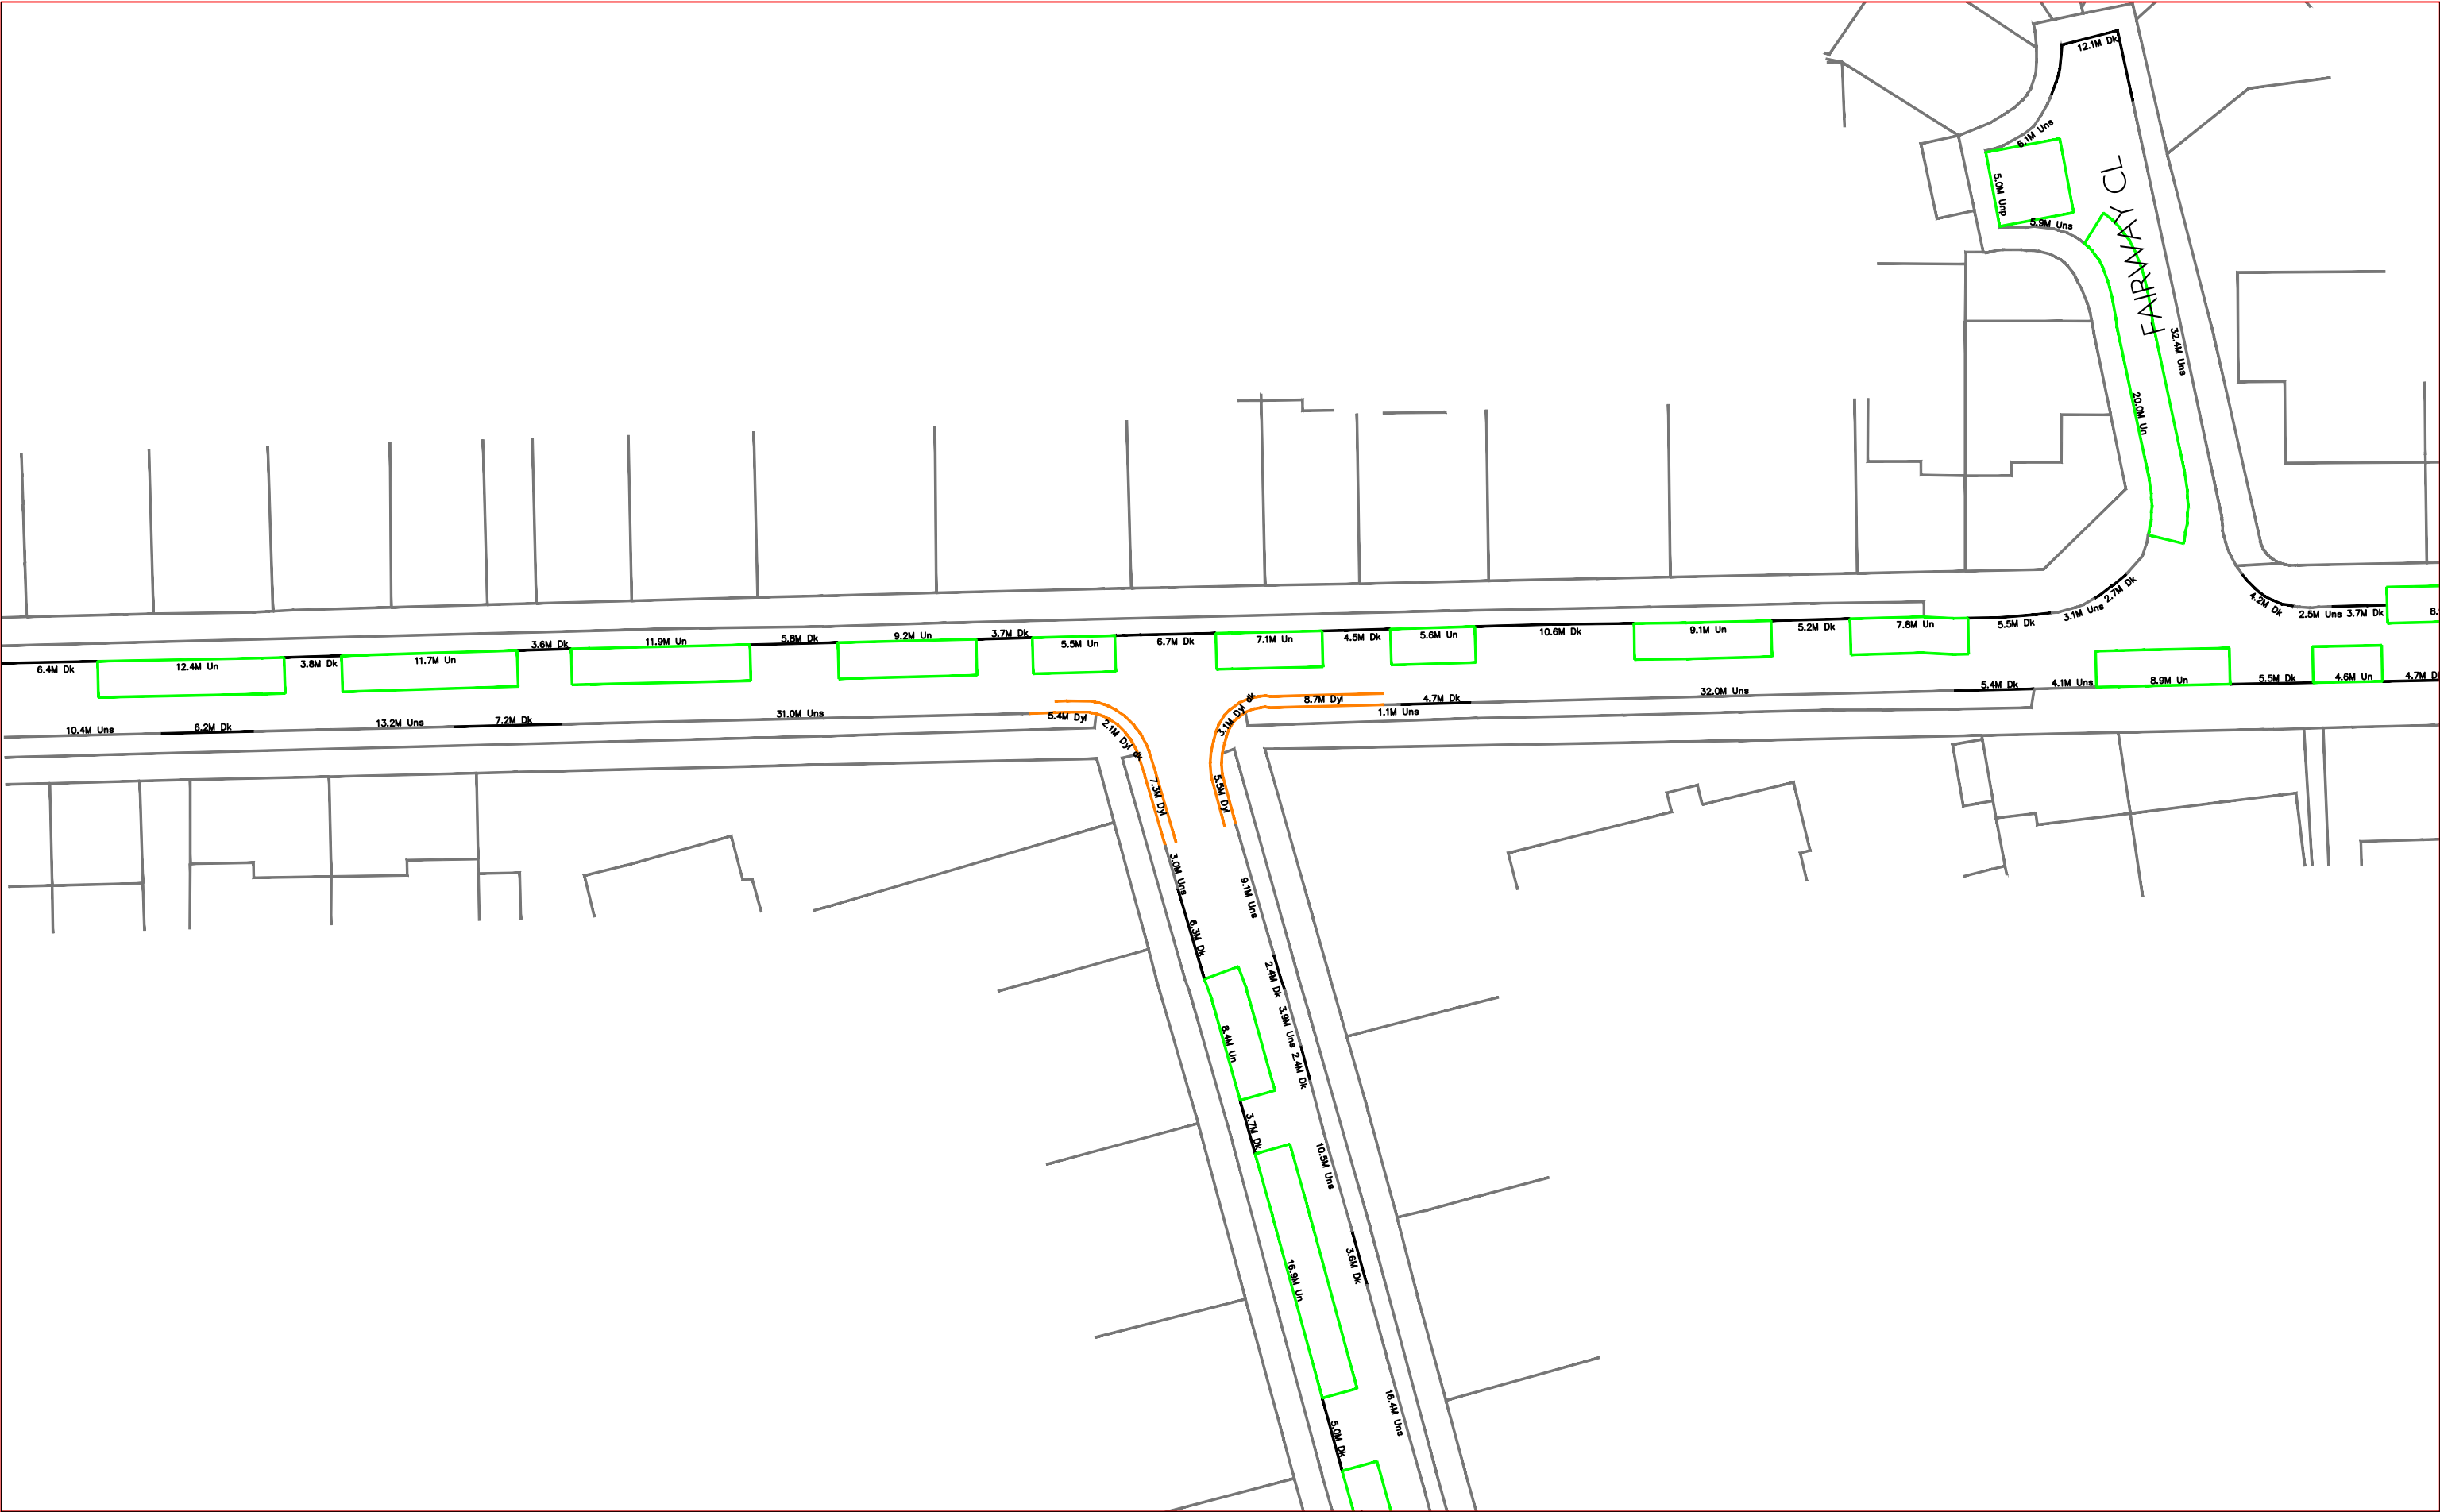 12.1M Dk
6.1M Uns
5.0M Unp
5.9M Uns
FAIRWAY CL
32.4M Uns
20.0M Un
6.4M Dk
12.4M Un
3.8M Dk
11.7M Un
3.6M Dk
11.9M Un
5.8M Dk
9.2M Un
3.7M Dk
5.5M Un
6.7M Dk
7.1M Un
4.5M Dk
5.6M Un
10.6M Dk
9.1M Un
5.2M Dk
7.8M Un
5.5M Dk
3.1M Uns
2.7M Dk
4.2M Dk
2.5M Uns
3.7M Dk
10.4M Uns
6.2M Dk
13.2M Uns
7.2M Dk
31.0M Uns
5.4M Dyl
2.1M Dyl dk
7.3M Dyl
3.1M Dyl dk
5.5M Dyl
8.7M Dyl
1.1M Uns
4.7M Dk
32.0M Uns
5.4M Dk
4.1M Uns
8.9M Un
5.5M Dk
4.6M Un
4.7M Dk
3.0M Uns
6.3M Dk
8.4M Un
3.7M Dk
16.9M Un
5.0M Dk
9.1M Uns
2.4M Dk
3.9M Uns
2.4M Dk
10.5M Uns
3.6M Dk
16.4M Uns